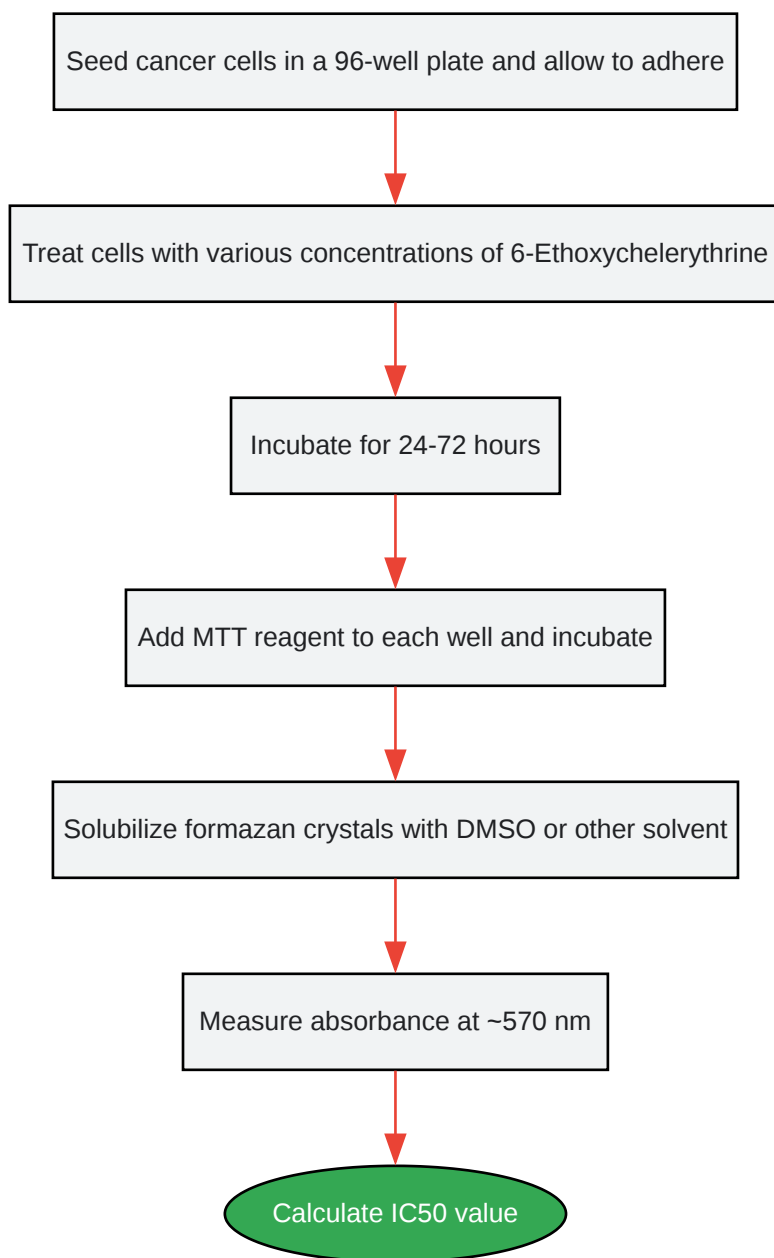 Seed cancer cells in a 96-well plate and allow to adhere
Treat cells with various concentrations of 6-Ethoxychelerythrine
Incubate for 24-72 hours
Add MTT reagent to each well and incubate
Solubilize formazan crystals with DMSO or other solvent
Measure absorbance at ~570 nm
Calculate IC50 value